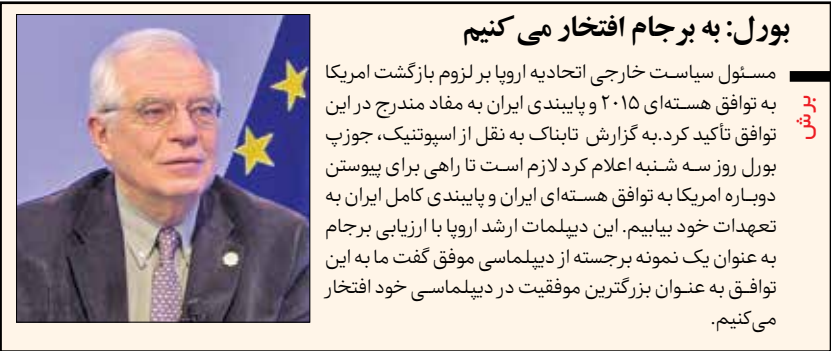 بورل: به برجام افتخار می‌کنیم
برش
مسئول سیاست خارجی اتحادیه اروپا بر لزوم بازگشت امریکا
به توافق هسته‌ای ۲۰۱۵ و پایبندی ایران به مفاد مندرج در این
توافق تأکید کرد.به گزارش تابناک به نقل از اسپوتنیک، جوزپ
بورل روز سه شنبه اعلام کرد لازم است تا راهی برای پیوستن
دوباره امریکا به توافق هسته‌ای ایران و پایبندی کامل ایران به
تعهدات خود بیابیم. این دیپلمات ارشد اروپا با ارزیابی برجام
به عنوان یک نمونه برجسته از دیپلماسی موفق گفت ما به این
توافق به عنوان بزرگترین موفقیت در دیپلماسی خود افتخار
می‌کنیم.